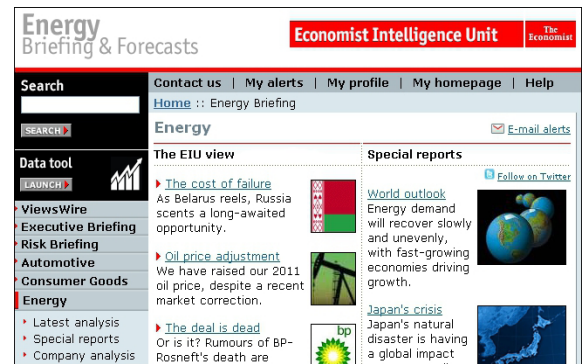 Energy
Briefing & Forecasts
Economist Intelligence Unit
The
Economist
Search
SEARCH
Data tool
LAUNCH
ViewsWire
Executive Briefing
Risk Briefing
Automotive
Consumer Goods
Energy
Latest analysis
Special reports
Company analysis
Contact us | My alerts | My profile | My homepage | Help
Home :: Energy Briefing
Energy
E-mail alerts
The EIU view
The cost of failure
As Belarus reels, Russia
scents a long-awaited
opportunity.
Oil price adjustment
We have raised our 2011
oil price, despite a recent
market correction.
The deal is dead
Or is it? Rumours of BP-
Rosneft's death are
bp
Special reports
Follow on Twitter
World outlook
Energy demand
will recover slowly
and unevenly,
with fast-growing
economies driving
growth.
Japan's crisis
Japan's natural
disaster is having
a global impact